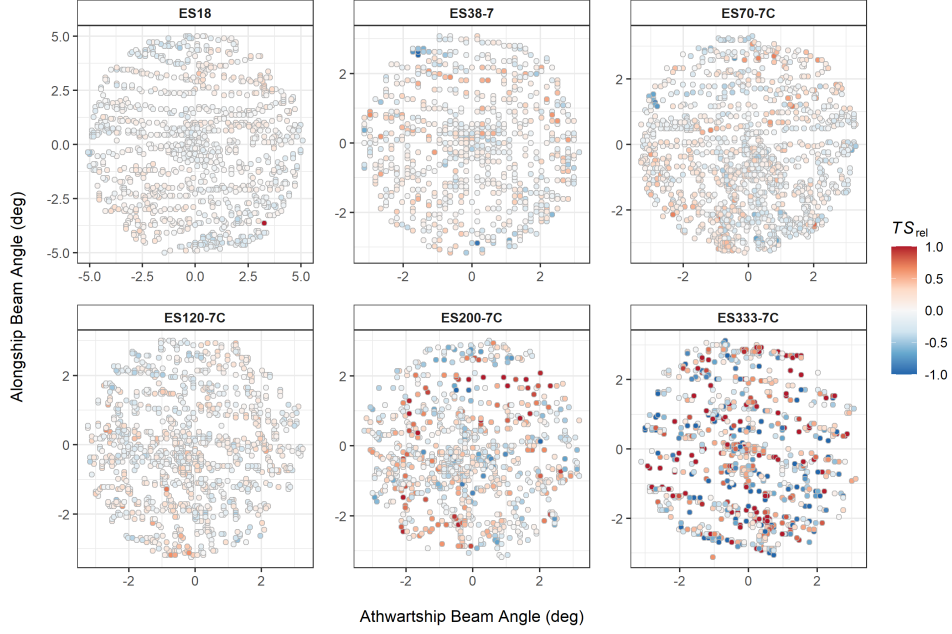 ES18 ES38-7 ES70-7C
5.0
2.5
0.0
-2.5
-5.0
-5.0 -2.5 0.0 2.5 5.0
2
0
-2
-2 0 2
2
0
-2
-2 0 2
ES120-7C ES200-7C ES333-7C
2
0
-2
-2 0 2
2
0
-2
-2 0 2
2
0
-2
-2 0 2
Alongship Beam Angle (deg)
Athwartship Beam Angle (deg)
TSrel
1.0
0.5
0.0
-0.5
-1.0